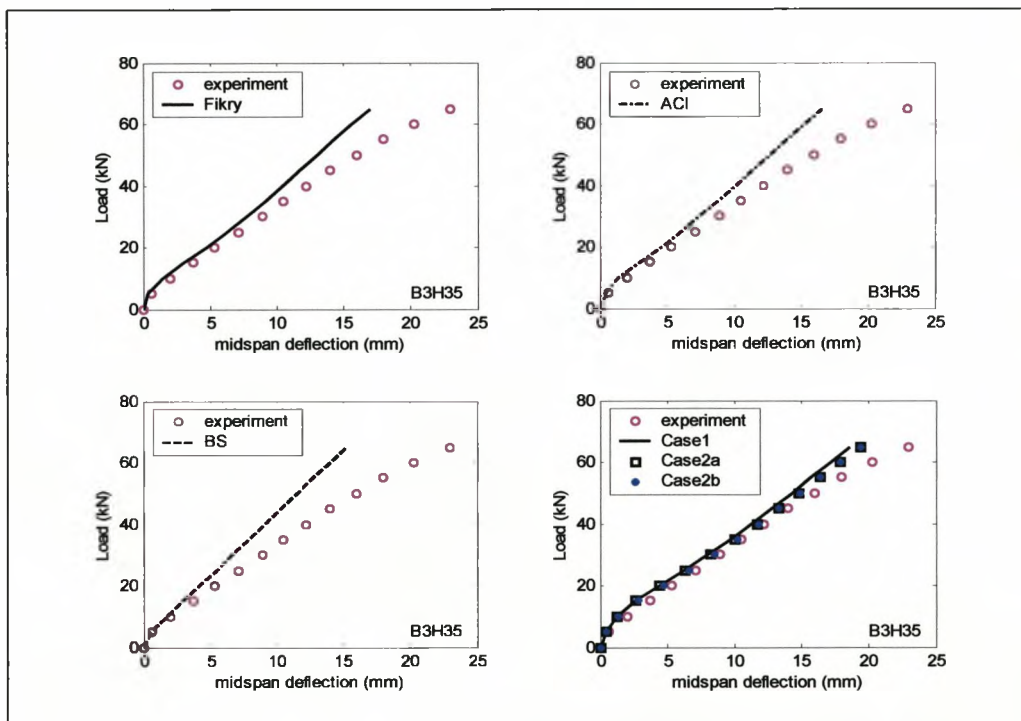 80
60
40
20
0
Load (kN)
experiment
Fikry
B3H35
0 5 10 15 20 25
midspan deflection (mm)
80
60
40
20
0
Load (kN)
experiment
ACI
B3H35
0 5 10 15 20 25
midspan deflection (mm)
80
60
40
20
0
Load (kN)
experiment
BS
B3H35
0 5 10 15 20 25
midspan deflection (mm)
80
60
40
20
0
Load (kN)
experiment
Case1
Case2a
Case2b
B3H35
0 5 10 15 20 25
midspan deflection (mm)